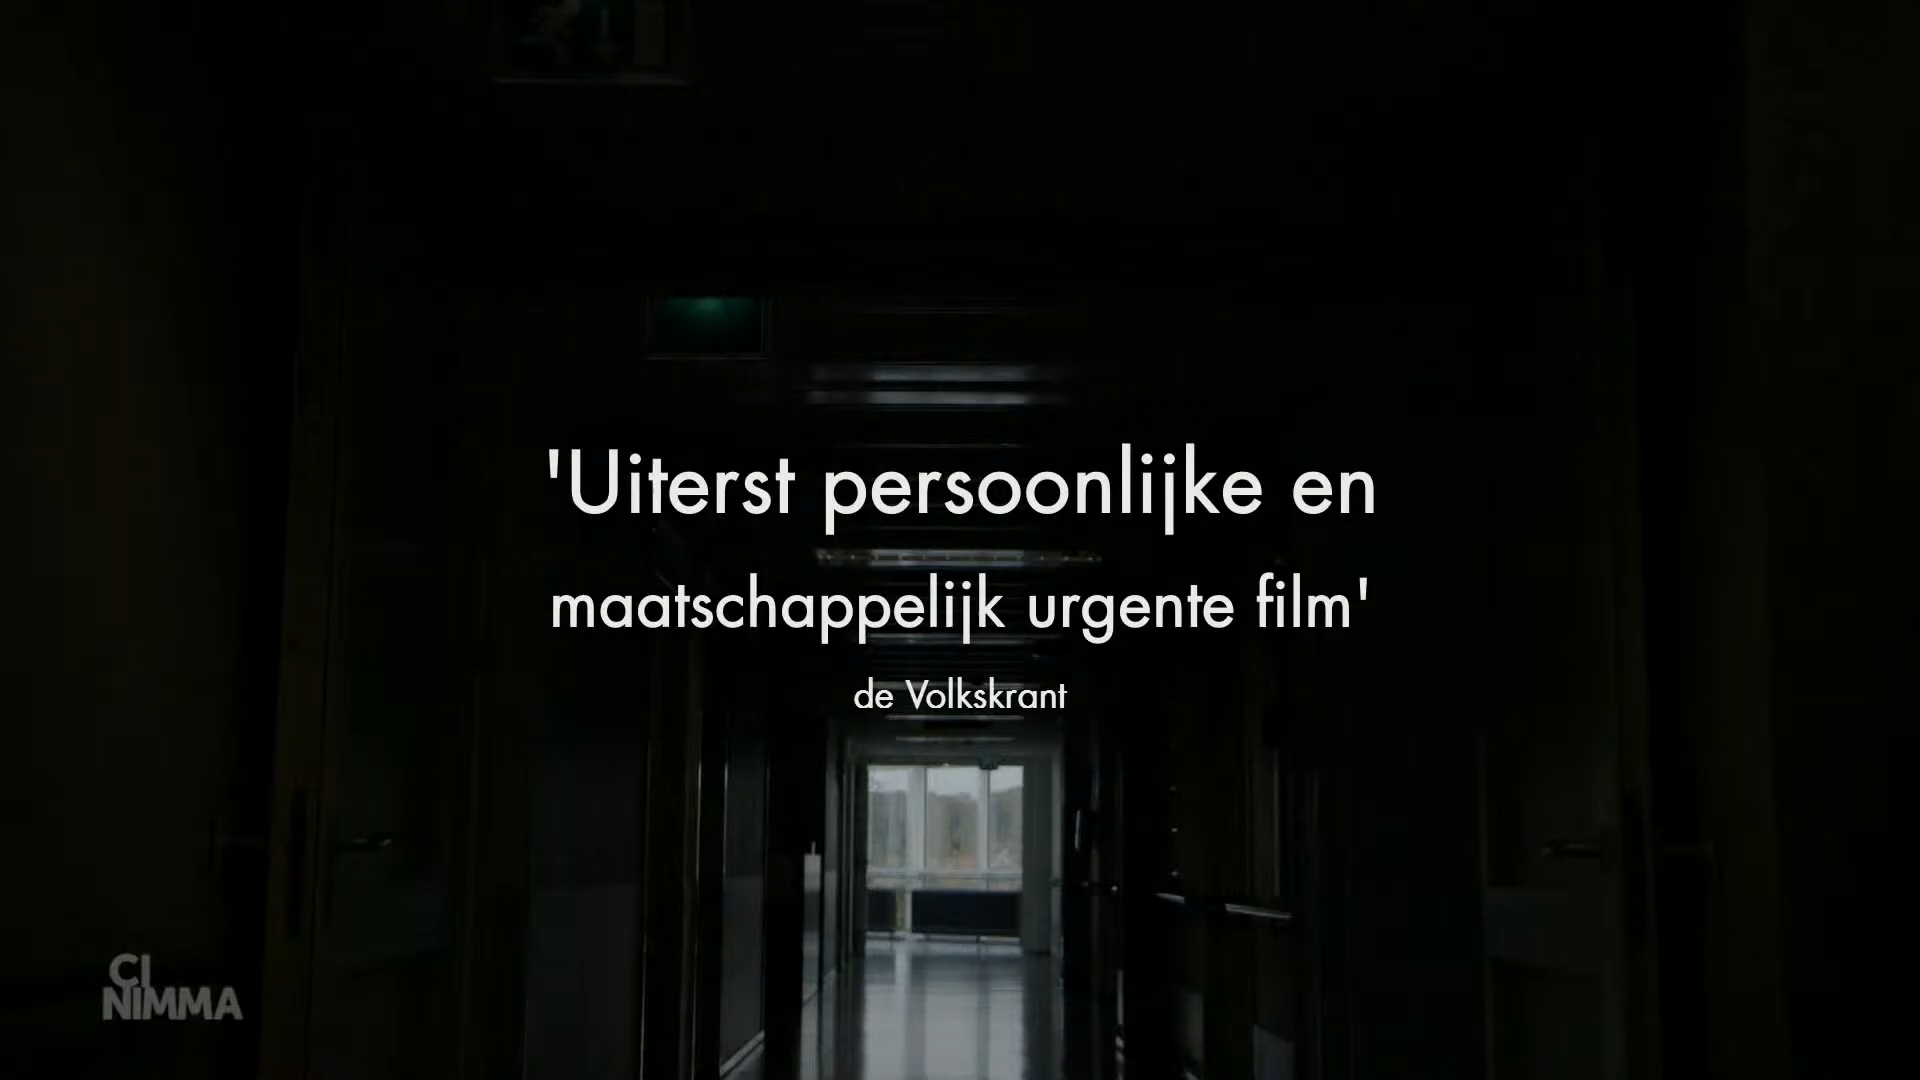 'Uiterst persoonlijke en
maatschappelijk urgente film'
de Volkskrant
CI
NIMMA